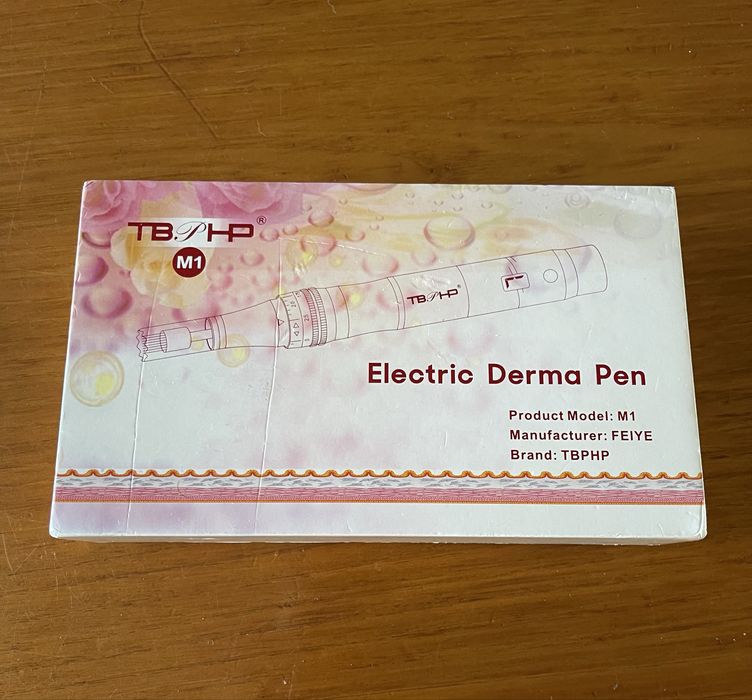 TBPHP®
M1
TBPHP®
Electric Derma Pen
Product Model: M1
Manufacturer: FEIYE
Brand: TBPHP